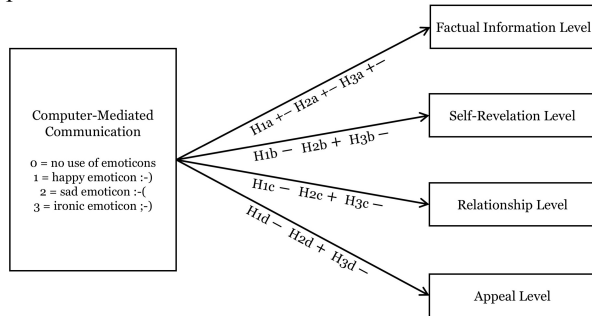 Computer-Mediated
Communication
0 = no use of emoticons
1 = happy emoticon :-)
2 = sad emoticon :-(
3 = ironic emoticon ;-)
H1a +– H2a +– H3a +–
H1b – H2b + H3b –
H1c – H2c + H3c –
H1d – H2d + H3d –
Factual Information Level
Self-Revelation Level
Relationship Level
Appeal Level